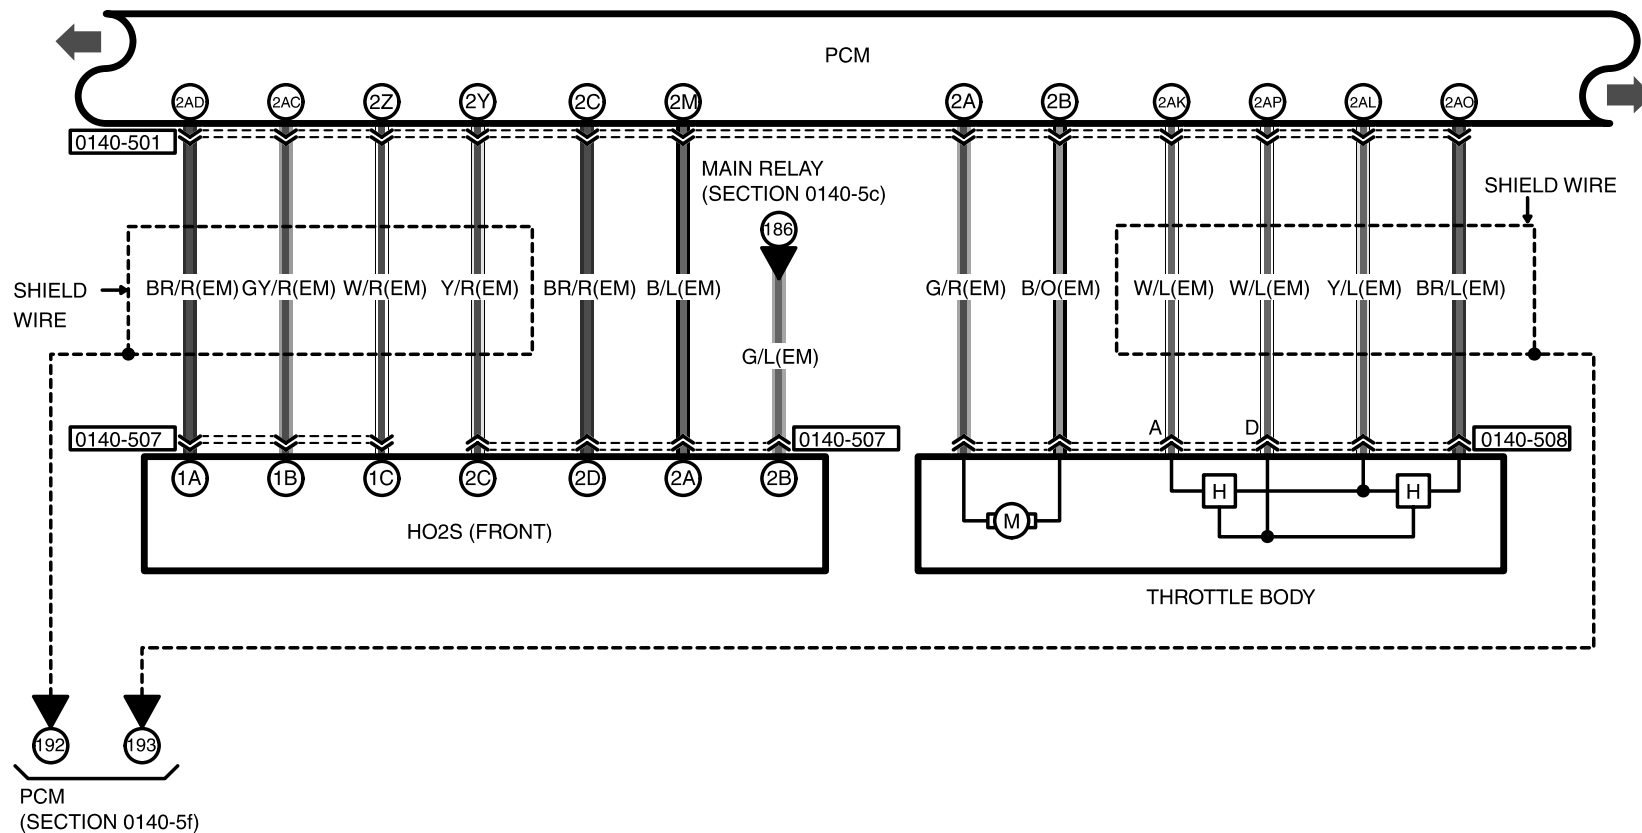 PCM
2AD 2AC 2Z 2Y 2C 2M 2A 2B 2AK 2AP 2AL 2AO
0140-501
MAIN RELAY
(SECTION 0140-5c)
186
SHIELD WIRE
SHIELD
WIRE
BR/R(EM) GY/R(EM) W/R(EM) Y/R(EM) BR/R(EM) B/L(EM) G/R(EM) B/O(EM) W/L(EM) W/L(EM) Y/L(EM) BR/L(EM)
G/L(EM)
A D
0140-507 0140-507 0140-508
1A 1B 1C 2C 2D 2A 2B
H H
M
HO2S (FRONT)
THROTTLE BODY
192 193
PCM
(SECTION 0140-5f)